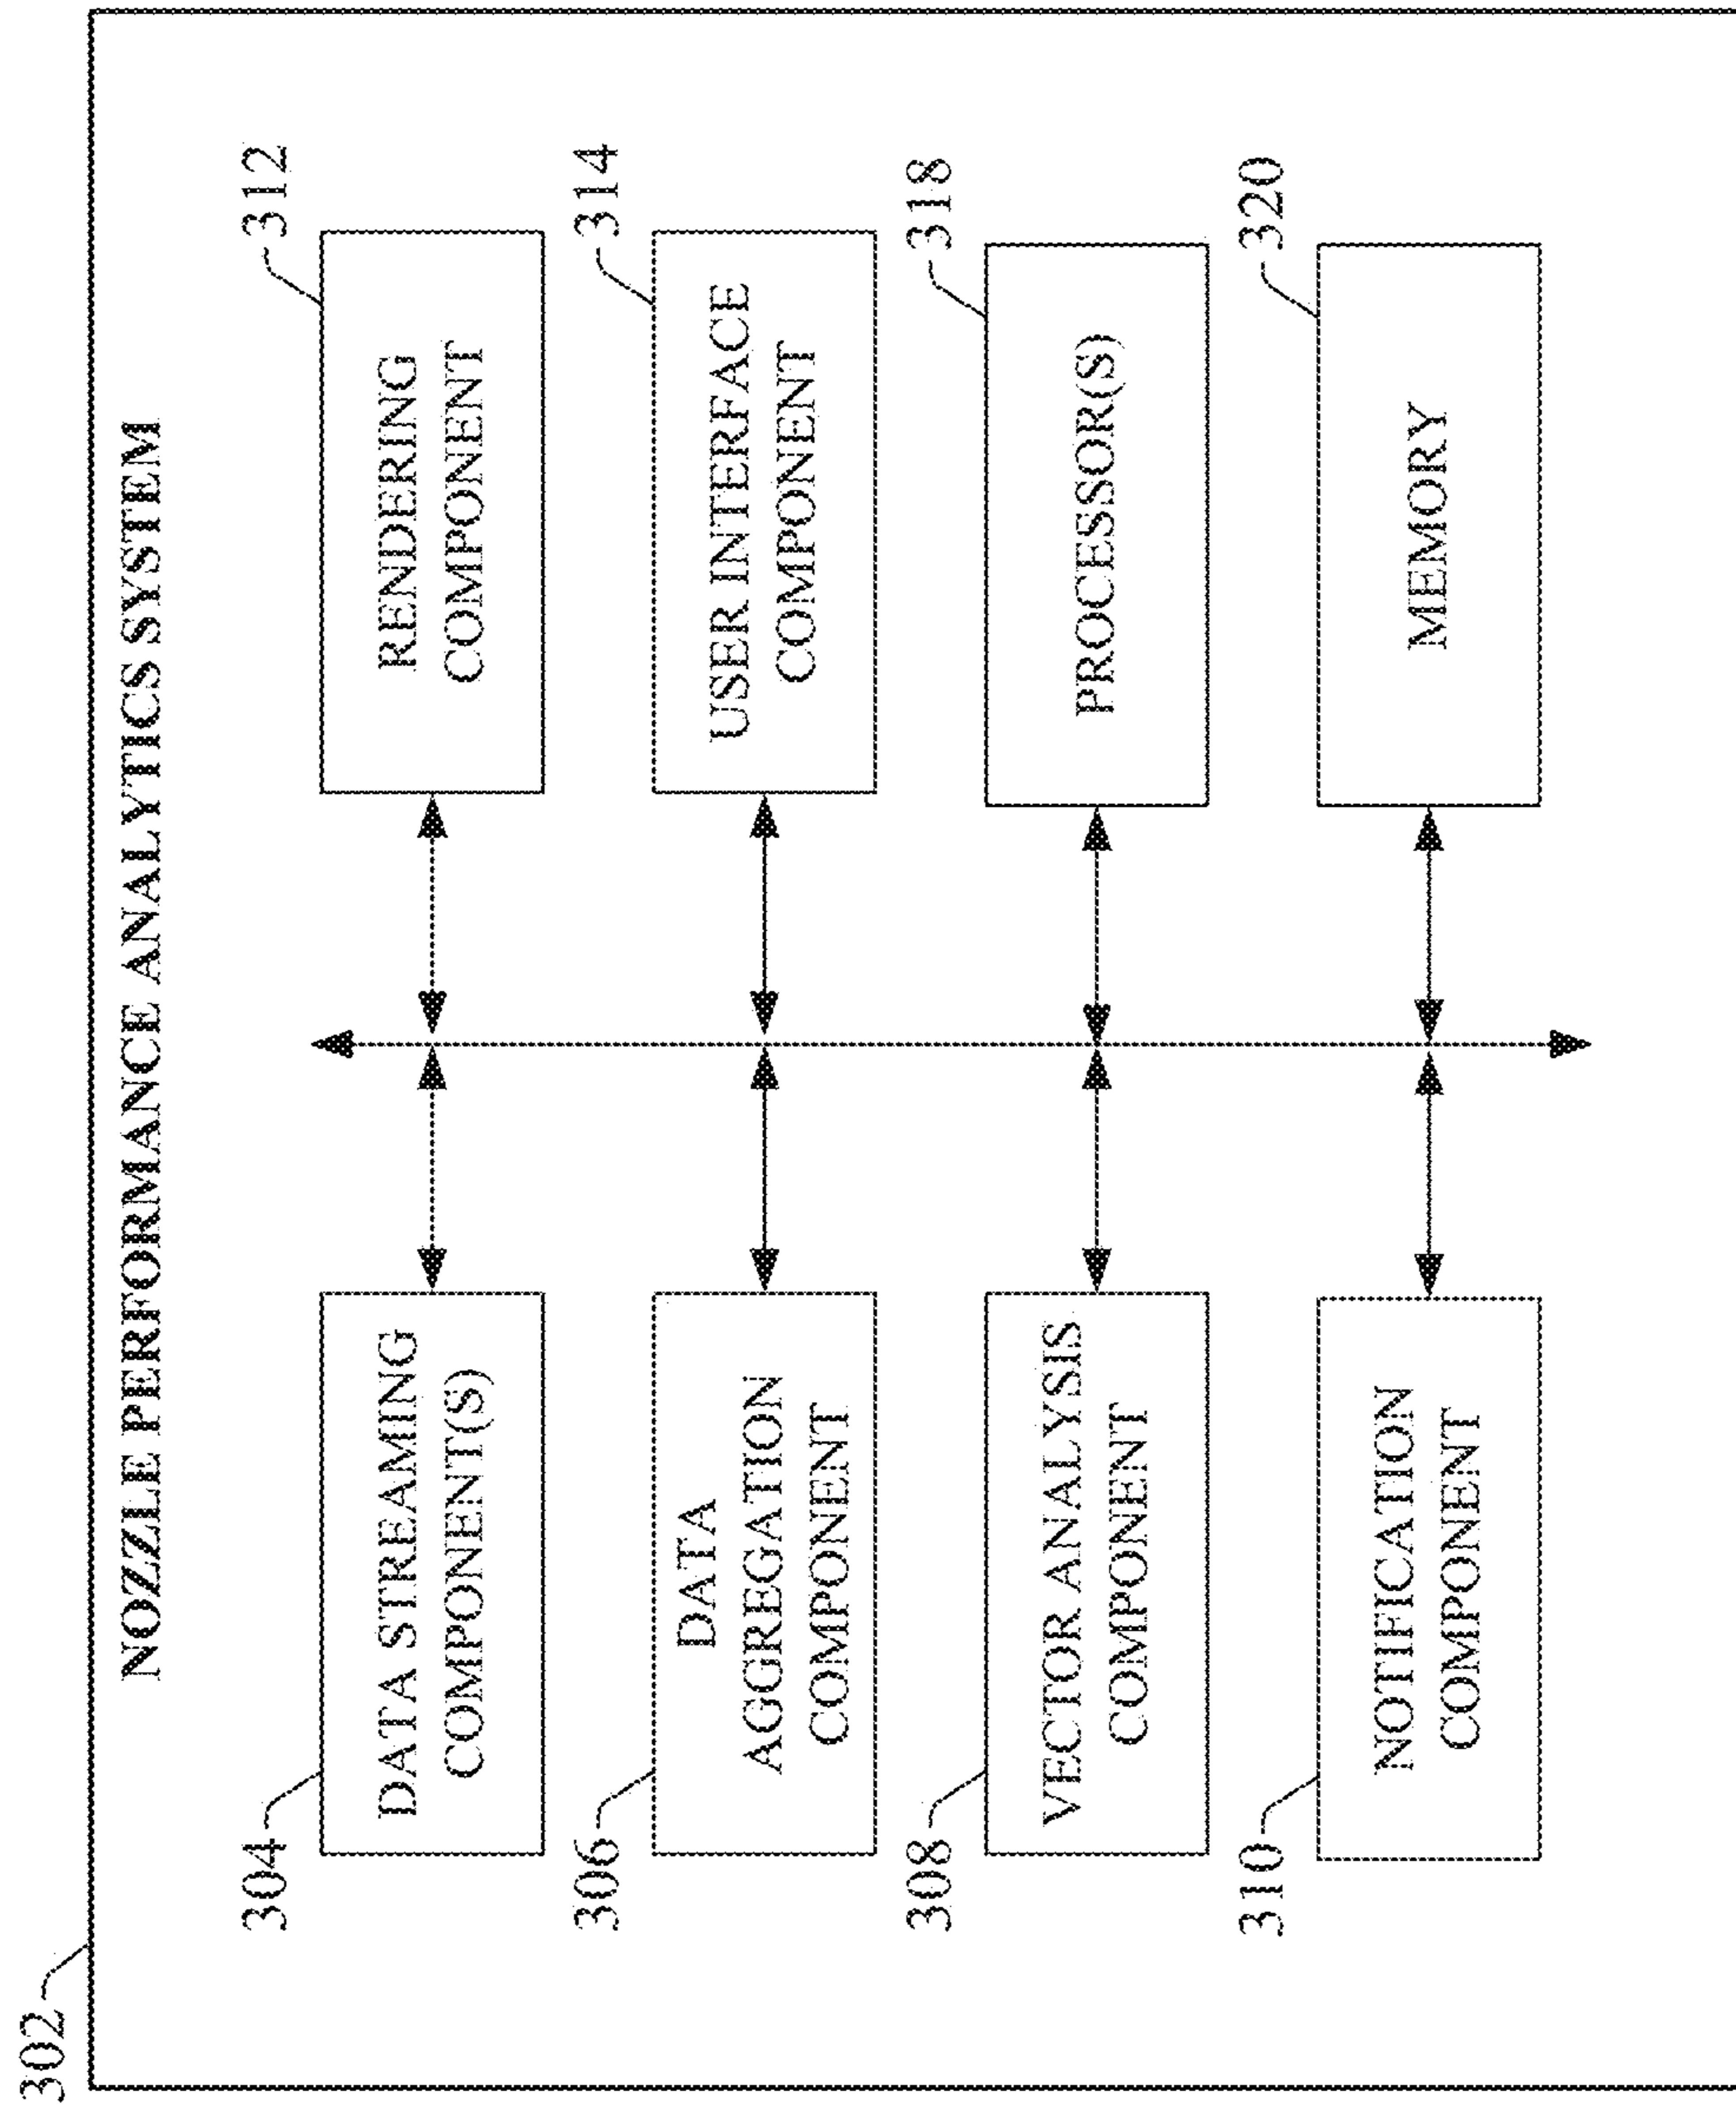 302
NOZZLE PERFORMANCE ANALYTICS SYSTEM
304
DATA STREAMING
COMPONENT(S)
306
DATA
AGGREGATION
COMPONENT
308
VECTOR ANALYSIS
COMPONENT
310
NOTIFICATION
COMPONENT
312
RENDERING
COMPONENT
314
USER INTERFACE
COMPONENT
318
PROCESSOR(S)
320
MEMORY